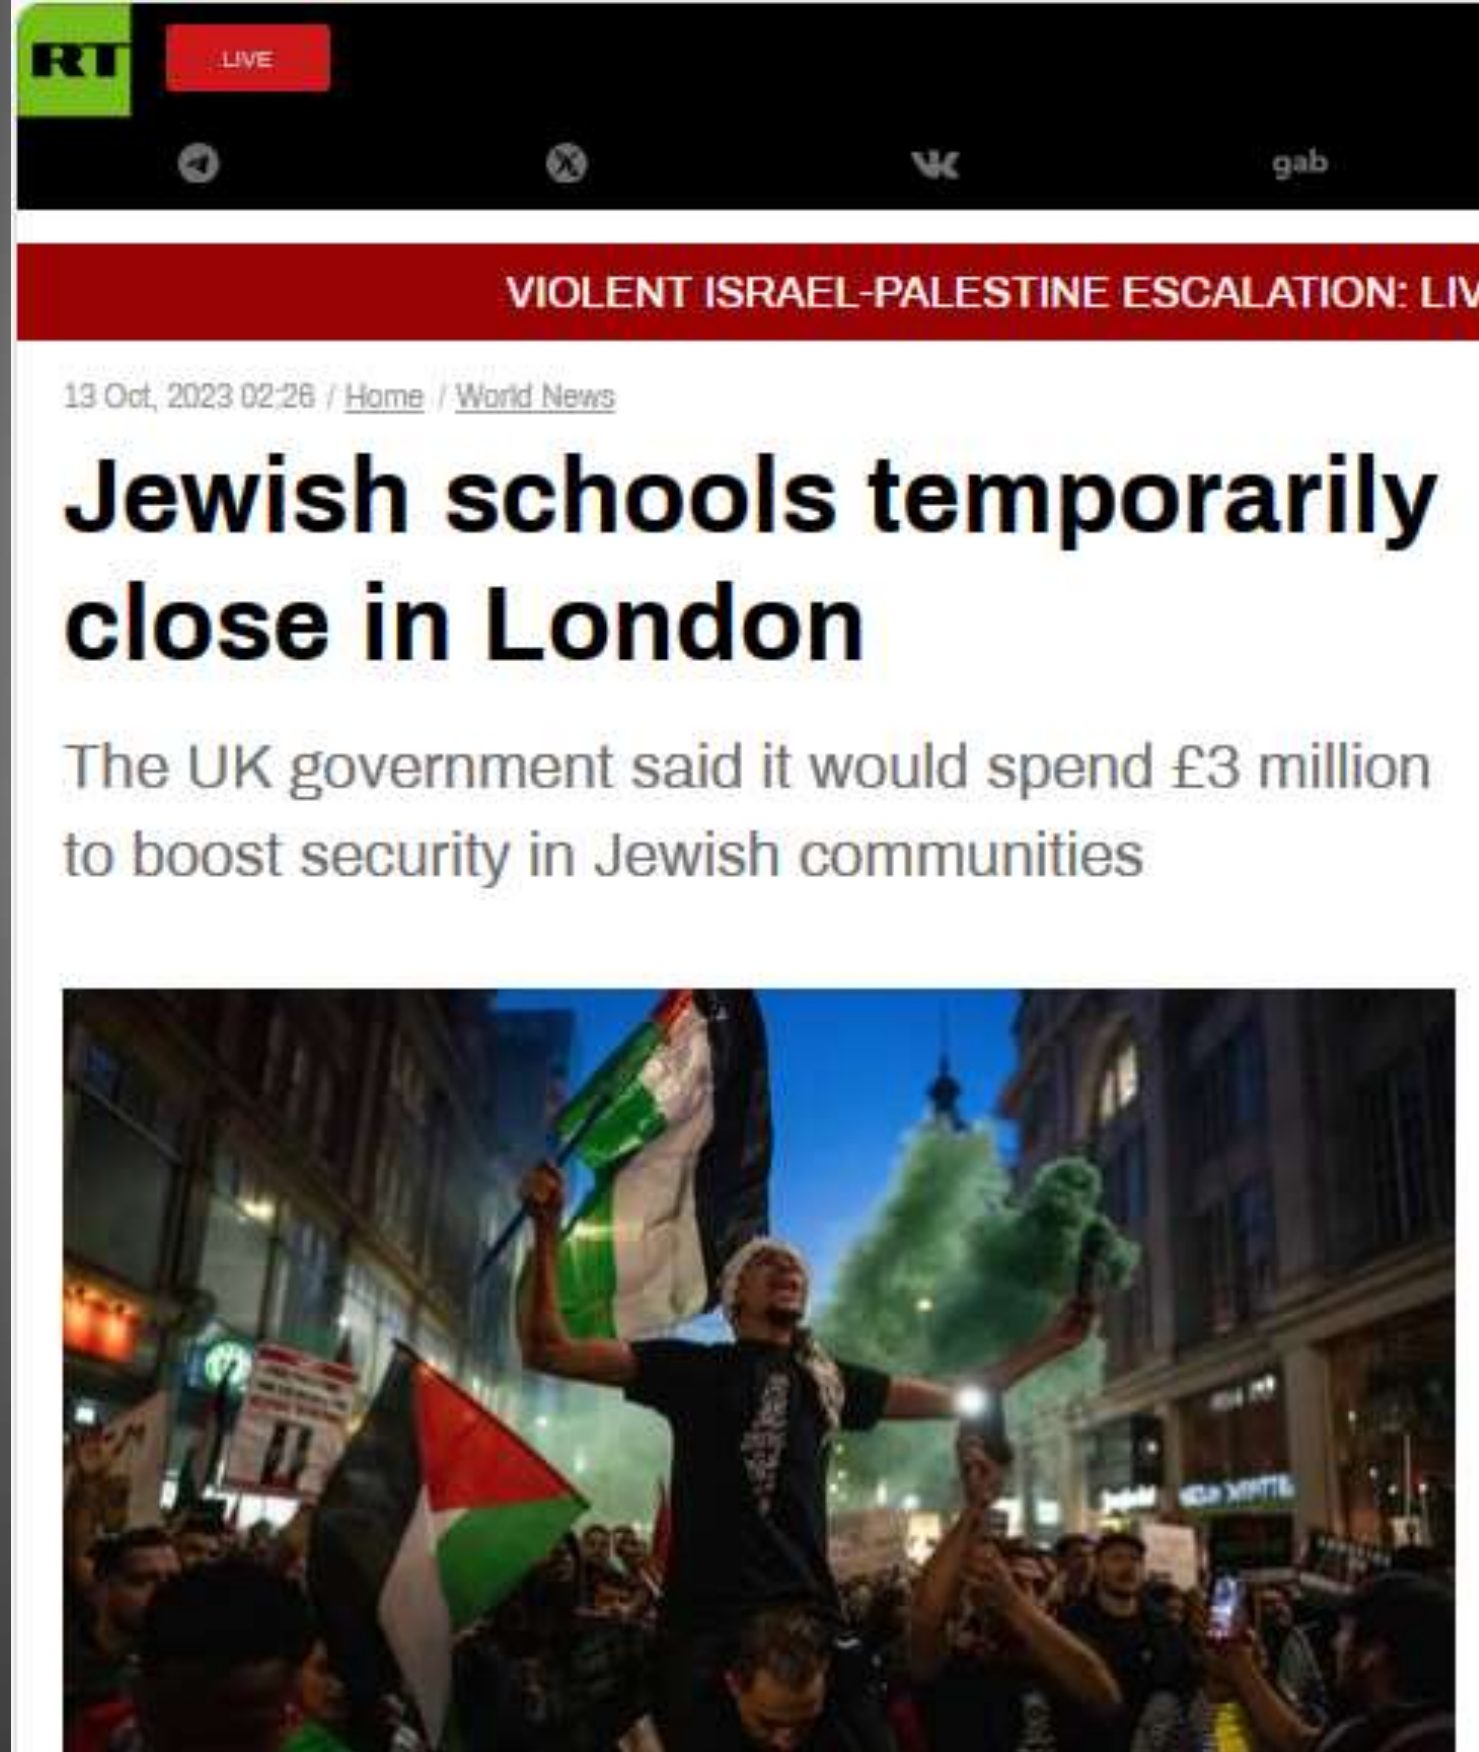 RT
LIVE
gab
VIOLENT ISRAEL-PALESTINE ESCALATION: LIV
13 Oct, 2023 02:26 / Home / World News
Jewish schools temporarily
close in London
The UK government said it would spend £3 million
to boost security in Jewish communities